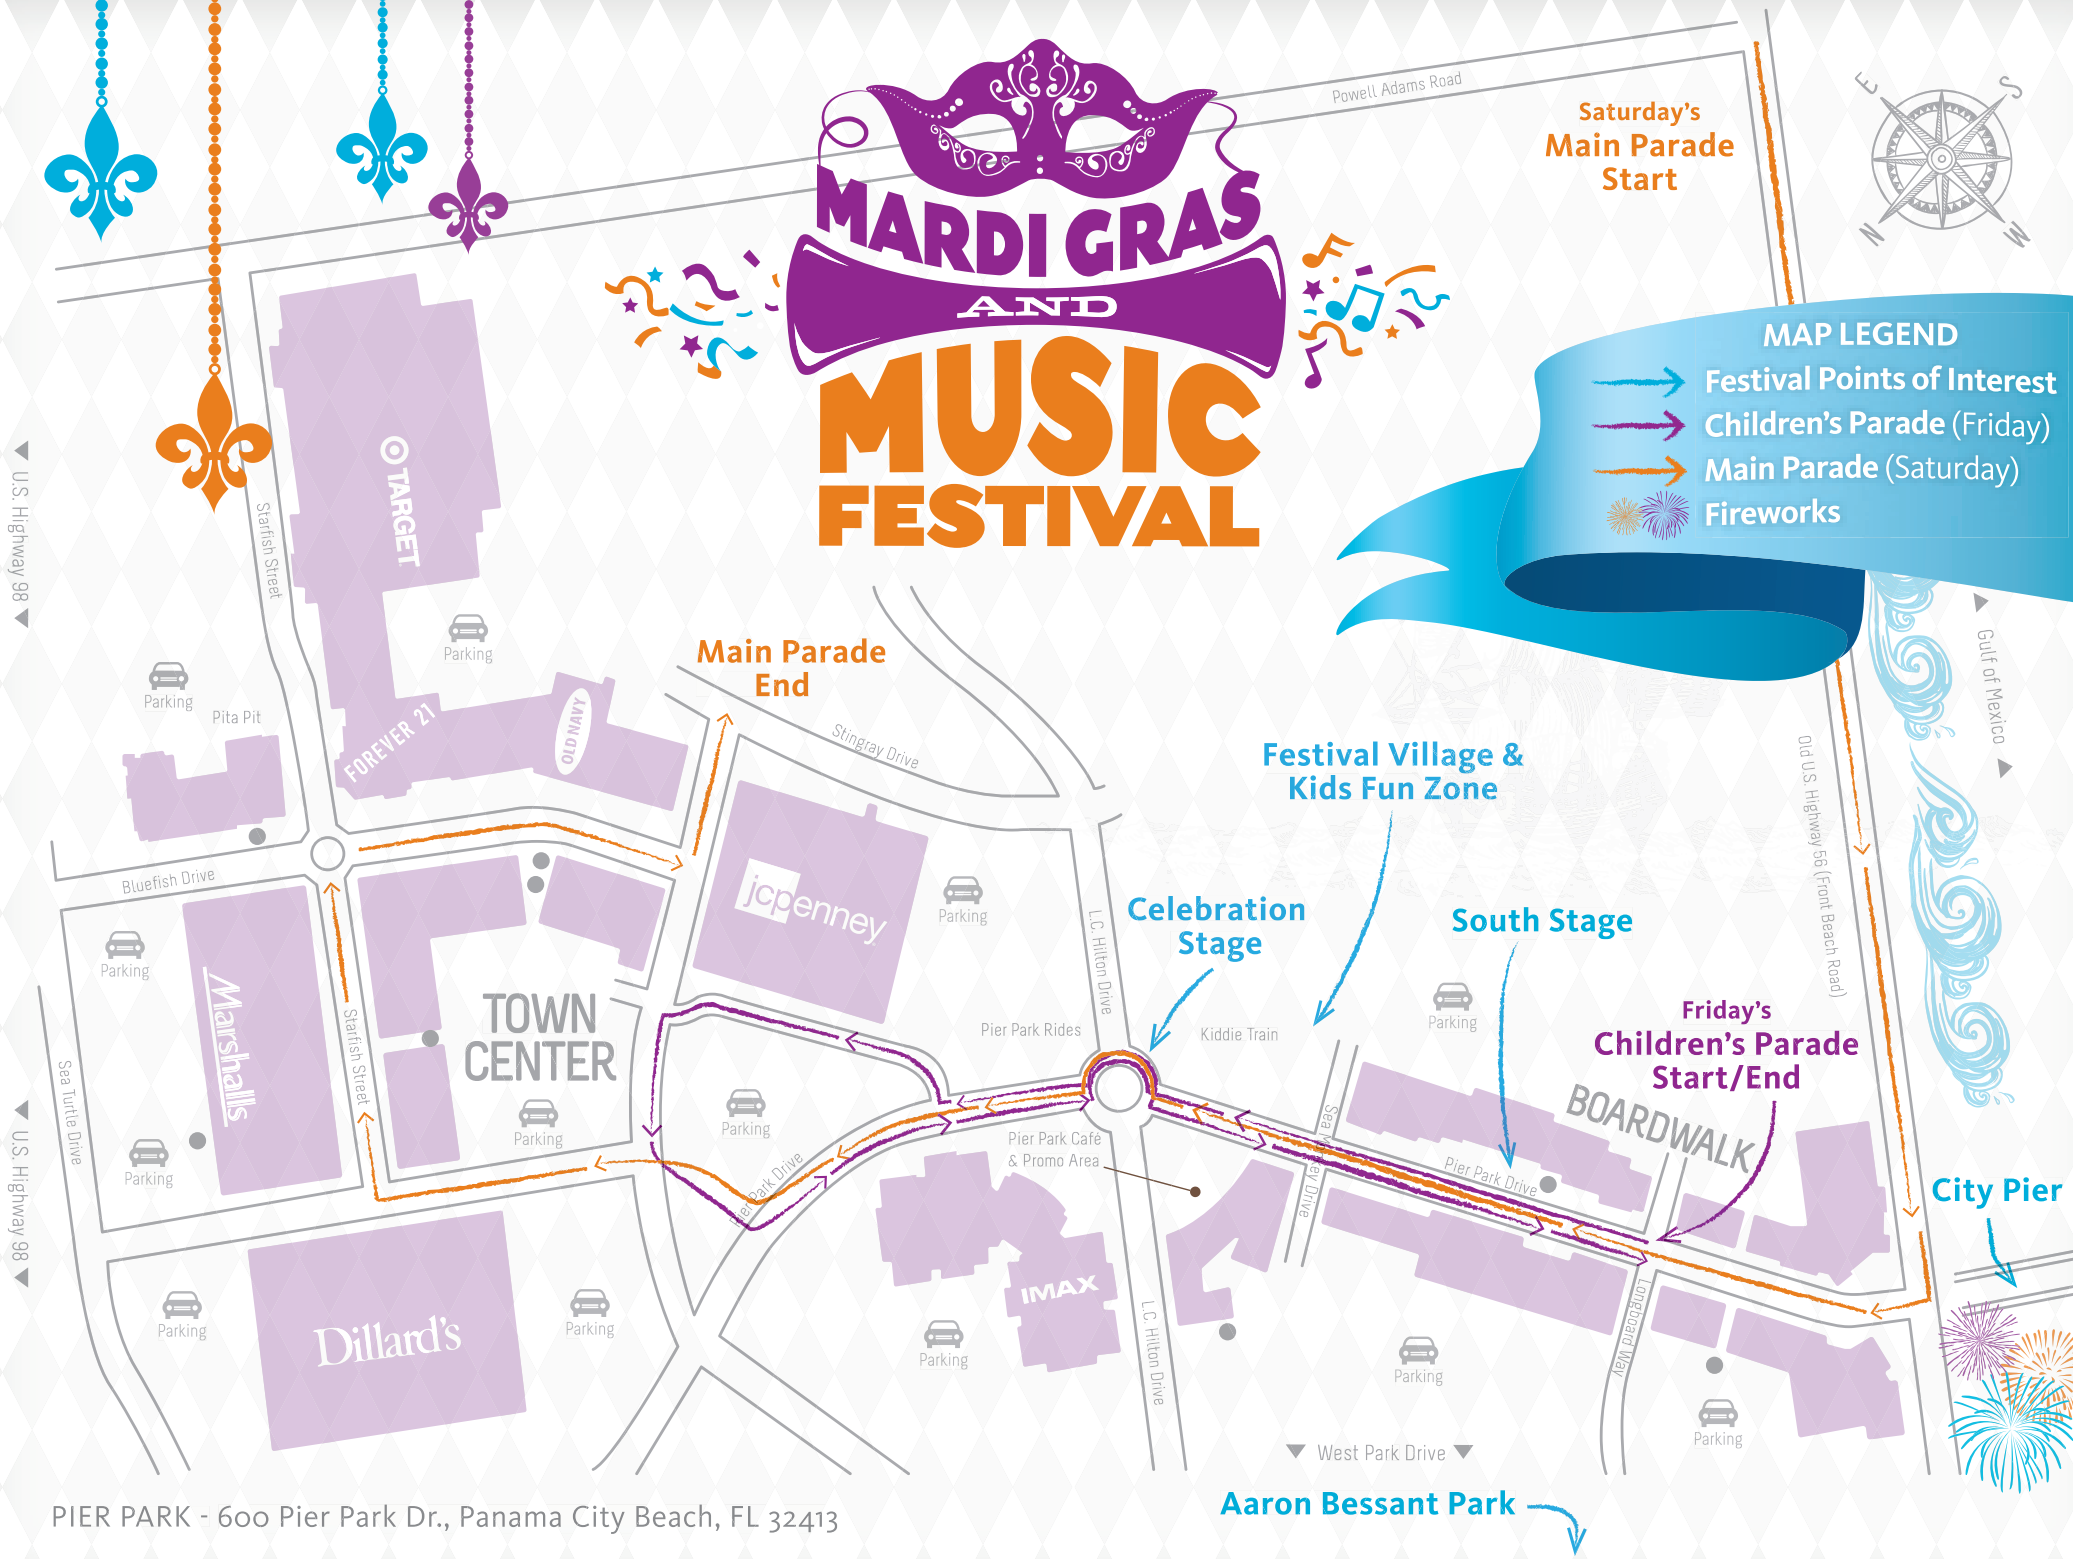 MARDI GRAS
AND
MUSIC
FESTIVAL
Powell Adams Road
Saturday's
Main Parade
Start
E
S
N
W
MAP LEGEND
Festival Points of Interest
Children's Parade (Friday)
Main Parade (Saturday)
Fireworks
U.S. Highway 98
Starfish Street
TARGET
Parking
Parking
Pita Pit
FOREVER 21
OLD NAVY
Main Parade
End
Stingray Drive
Gulf of Mexico
Old U.S. Highway 56 (Front Beach Road)
Festival Village &
Kids Fun Zone
Bluefish Drive
jcpenney
Parking
L.C. Hilton Drive
Celebration
Stage
South Stage
Parking
Marshalls
Starfish Street
TOWN
CENTER
Pier Park Rides
Kiddie Train
Parking
Friday's
Children's Parade
Start/End
BOARDWALK
Sea Turtle Drive
U.S. Highway 98
Parking
Parking
Parking
Pier Park Café
& Promo Area
Pier Park Drive
Pier Park Drive
City Pier
Parking
Dillard's
Parking
IMAX
Parking
L.C. Hilton Drive
Longboard Way
Parking
Parking
West Park Drive
Aaron Bessant Park
PIER PARK - 600 Pier Park Dr., Panama City Beach, FL 32413